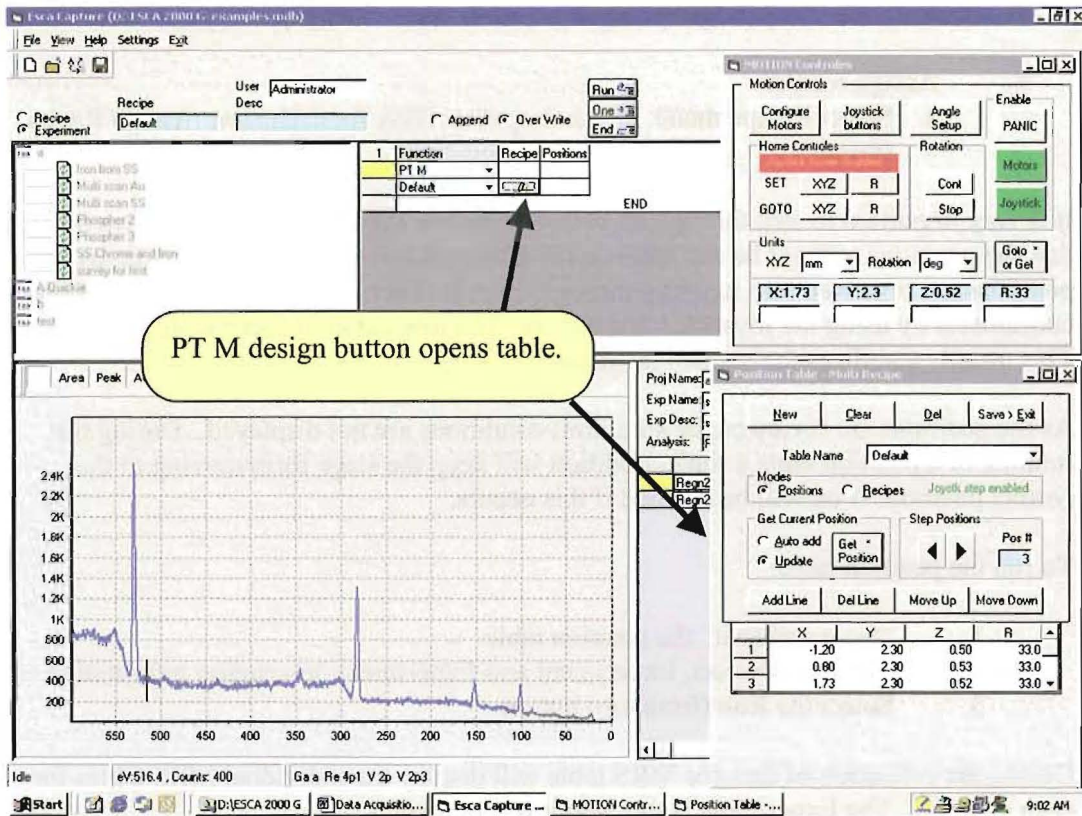 Esca Capture (D:\ESCA 2000 G\examples.mdb)
File View Help Settings Exit
User Administrator
Recipe
Desc
Recipe
Experiment
Default
Append
Over Write
Run
One
End
a
Iron from SS
Multi scan Au
Multi scan SS
Phospher 2
Phospher 3
SS Chrome and Iron
survey for test
A Quickie
b
test
1 Function Recipe Positions
PT M
Default
END
MOTION Controles
Motion Controls
Configure Motors
Joystick buttons
Angle Setup
Enable
PANIC
Motors
Joystick
Home Controles
SET XYZ R
GOTO XYZ R
Rotation
Cont
Stop
Units
XYZ mm Rotation deg
Goto * or Get
X:1.73 Y:2.3 Z:0.52 R:33
PT M design button opens table.
Area Peak A
2.4K
2.2K
2K
1.8K
1.6K
1.4K
1.2K
1K
800
600
400
200
550 500 450 400 350 300 250 200 150 100 50 0
Proj Name:
Exp Name:
Exp Desc:
Analysis:
Regn2
Regn2
Position Table - Multi Recipe
New Clear Del Save > Exit
Table Name Default
Modes
Positions Recipes Joyctk step enabled
Get Current Position
Auto add
Update
Get * Position
Step Positions
Pos #
3
Add Line Del Line Move Up Move Down
X Y Z R
1 -1.20 2.30 0.50 33.0
2 0.60 2.30 0.53 33.0
3 1.73 2.30 0.52 33.0
Idle eV:516.4 , Counts: 400 Ga a Re 4p1 V 2p V 2p3
Start D:\ESCA 2000 G Data Acquisitio... Esca Capture ... MOTION Contr... Position Table -... 9:02 AM